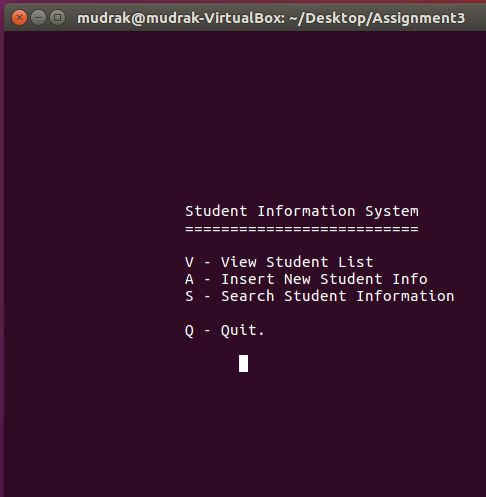 mudrak@mudrak-VirtualBox: ~/Desktop/Assignment3
Student Information System
==========================
V - View Student List
A - Insert New Student Info
S - Search Student Information
Q - Quit.